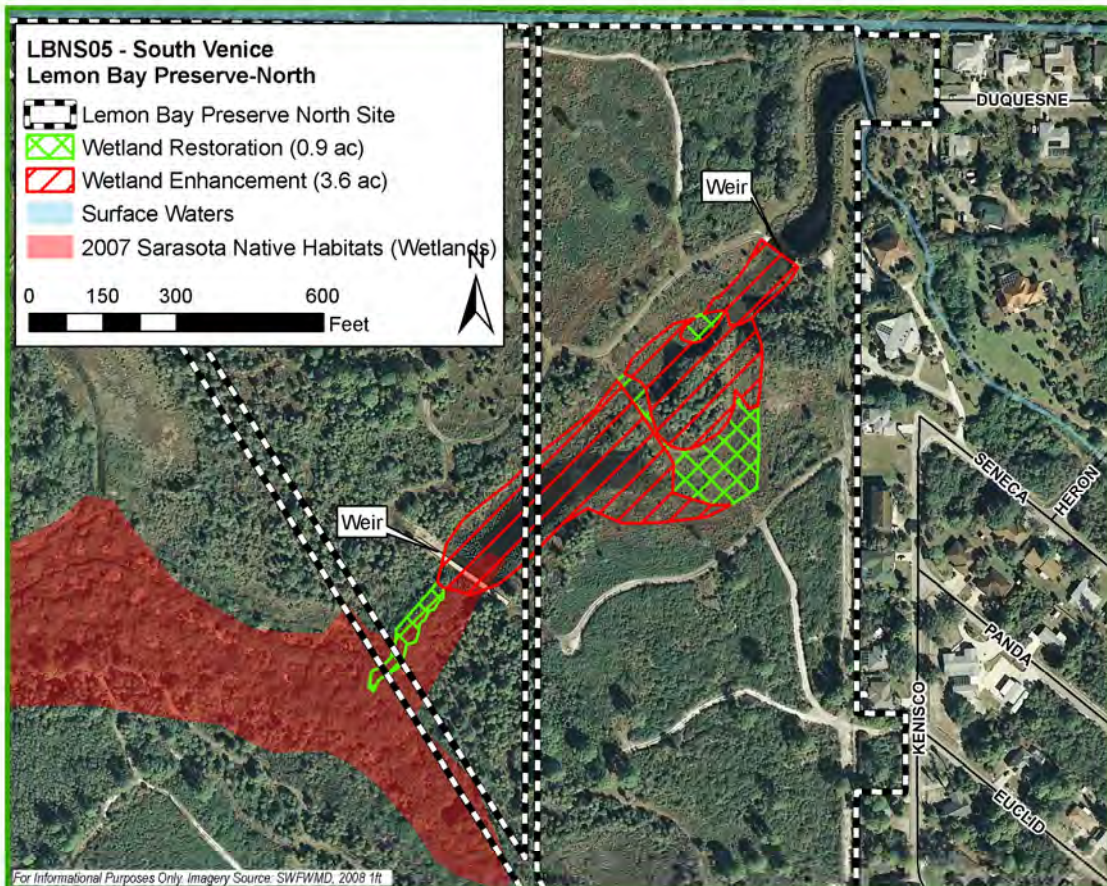 LBNS05 - South Venice
Lemon Bay Preserve-North
Lemon Bay Preserve North Site
Wetland Restoration (0.9 ac)
Wetland Enhancement (3.6 ac)
Surface Waters
2007 Sarasota Native Habitats (Wetlands)
N
0 150 300 600
Feet
Weir
Weir
DUQUESNE
SENECA
HERON
PANDA
KENISCO
EUCLID
For Informational Purposes Only. Imagery Source: SWFWMD, 2008 1ft